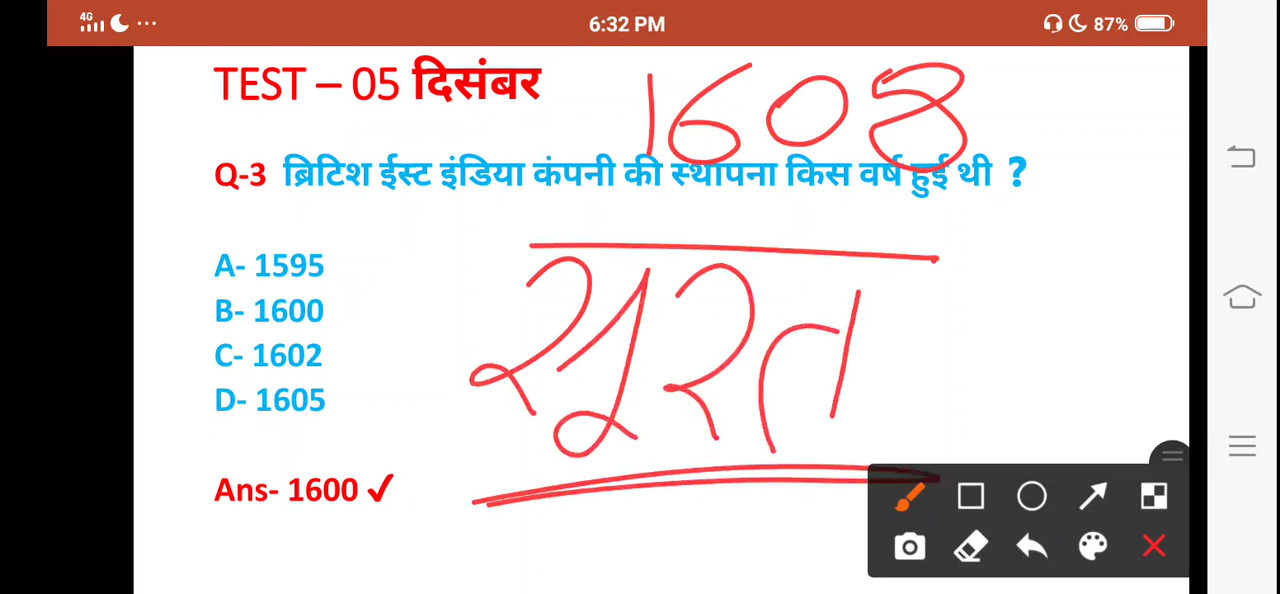 4G 6:32 PM 87%
TEST – 05 दिसंबर
1608
Q-3 ब्रिटिश ईस्ट इंडिया कंपनी की स्थापना किस वर्ष हुई थी ?
A- 1595
B- 1600
C- 1602
D- 1605
सूरत
Ans- 1600 ✓